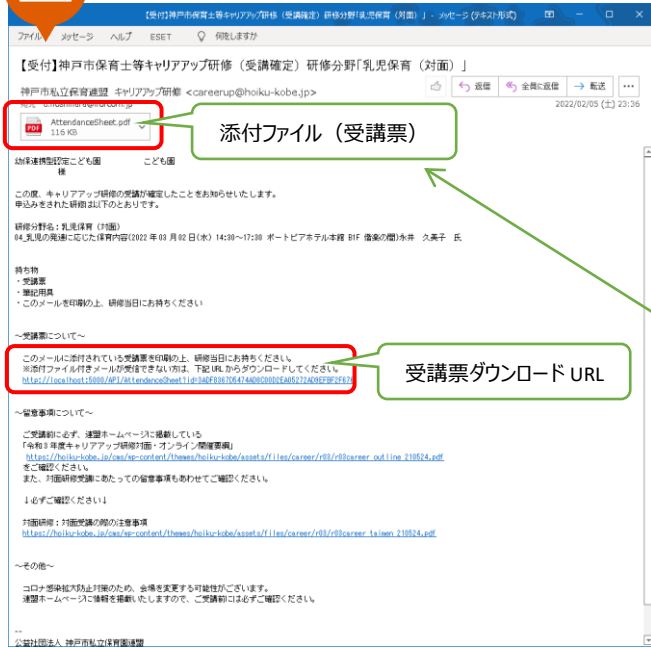 【受付】神戸市保育士等キャリアアップ研修（受講確定）研修分野「乳児保育（対面）」 - メッセージ (テキスト形式)
ファイル メッセージ ヘルプ ESET 何をしますか
【受付】神戸市保育士等キャリアアップ研修（受講確定）研修分野「乳児保育（対面）」
神戸市私立保育連盟 キャリアアップ研修 <careerup@hoiku-kobe.jp>
返信 全員に返信 転送
2022/02/05 (土) 23:36
PDF AttendanceSheet.pdf
116 KB
添付ファイル（受講票）
幼保連携型認定こども園 こども園
様
この度、キャリアアップ研修の受講が確定したことをお知らせいたします。
申込みをされた研修は以下のとおりです。
研修分野名：乳児保育（対面）
04_乳児の発達に応じた保育内容(2022 年 03 月 02 日(水) 14:30～17:30 ポートピアホテル本館 B1F 偕楽の間)永井 久美子 氏
持ち物
・受講票
・筆記用具
・このメールを印刷の上、研修当日にお持ちください
～受講票について～
このメールに添付されている受講票を印刷の上、研修当日にお持ちください。
※添付ファイル付きメールが受信できない方は、下記 URL からダウンロードしてください。
受講票ダウンロード URL
～留意事項について～
ご受講前に必ず、連盟ホームページに掲載している
「令和３年度キャリアアップ研修対面・オンライン開催要綱」
https://hoiku-kobe.jp/cms/wp-content/themes/hoiku-kobe/assets/files/career/r03/r03career_outline_210524.pdf
をご確認ください。
また、対面研修受講にあたっての留意事項もあわせてご確認ください。
↓必ずご確認ください↓
対面研修：対面受講の際の注意事項
https://hoiku-kobe.jp/cms/wp-content/themes/hoiku-kobe/assets/files/career/r03/r03career_taimen_210524.pdf
～その他～
コロナ感染拡大防止対策のため、会場を変更する可能性がございます。
連盟ホームページに情報を掲載いたしますので、ご受講前には必ずご確認ください。
--
公益社団法人 神戸市私立保育園連盟